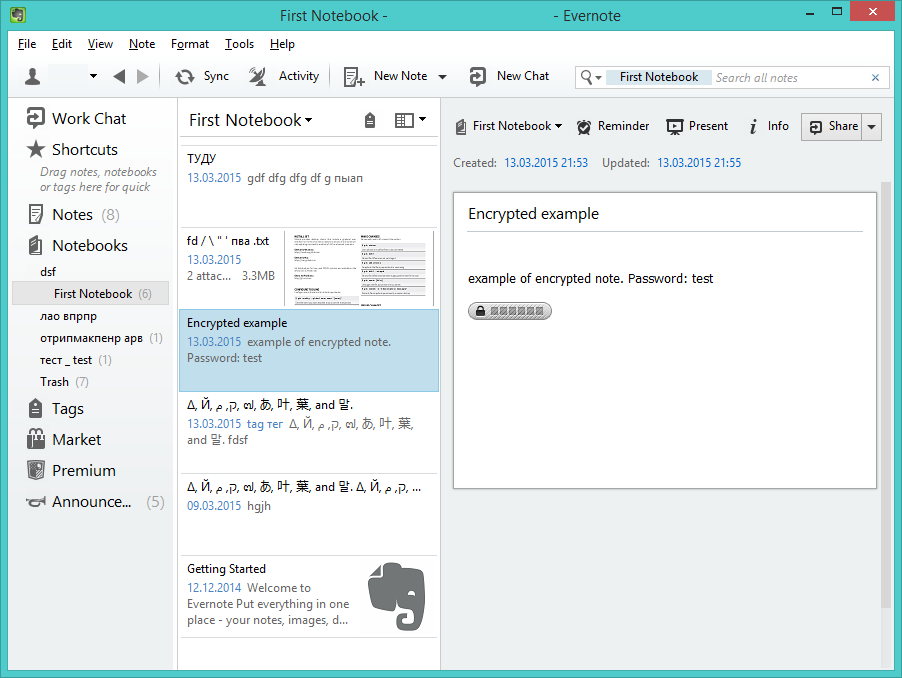 First Notebook - - Evernote
File Edit View Note Format Tools Help
Sync Activity New Note New Chat First Notebook Search all notes
Work Chat
Shortcuts
Drag notes, notebooks
or tags here for quick
Notes (8)
Notebooks
dsf
First Notebook (6)
лао впрпр
отрипмакпенр арв (1)
тест _ test (1)
Trash (7)
Tags
Market
Premium
Announce... (5)
First Notebook
ТУДУ
13.03.2015 gdf dfg dfg df g пыап
fd / \ " ' пва .txt
13.03.2015
2 attac... 3.3MB
Encrypted example
13.03.2015 example of encrypted note.
Password: test
Δ, Й, ק, م, ๗, あ, 叶, 葉, and 말.
13.03.2015 tag тег Δ, Й, ק, م, ๗, あ, 叶, 葉,
and 말. fdsf
Δ, Й, ק, م, ๗, あ, 叶, 葉, and 말. Δ, Й, ק, م, ...
09.03.2015 hgjh
Getting Started
12.12.2014 Welcome to
Evernote Put everything in one
place - your notes, images, d...
First Notebook Reminder Present Info Share
Created: 13.03.2015 21:53 Updated: 13.03.2015 21:55
Encrypted example
example of encrypted note. Password: test